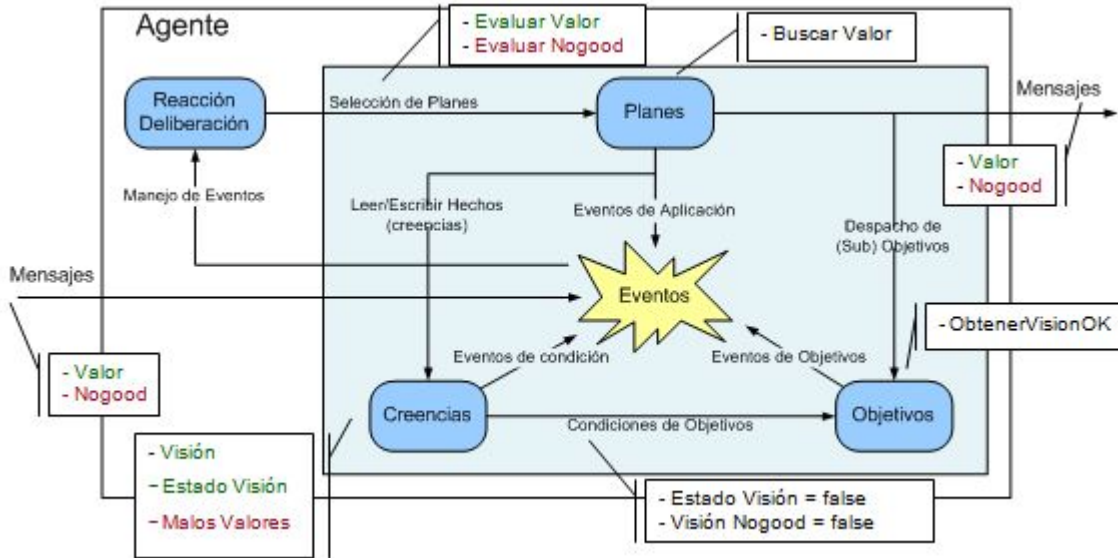 Agente
- Evaluar Valor
- Evaluar Nogood
- Buscar Valor
Reacción
Deliberación
Selección de Planes
Planes
Mensajes
- Valor
- Nogood
Manejo de Eventos
Leer/Escribir Hechos
(creencias)
Eventos de Aplicación
Despacho de
(Sub) Objetivos
Mensajes
Eventos
- ObtenerVisionOK
Eventos de condición
Eventos de Objetivos
- Valor
- Nogood
Creencias
Condiciones de Objetivos
Objetivos
- Visión
- Estado Visión
- Malos Valores
- Estado Visión = false
- Visión Nogood = false